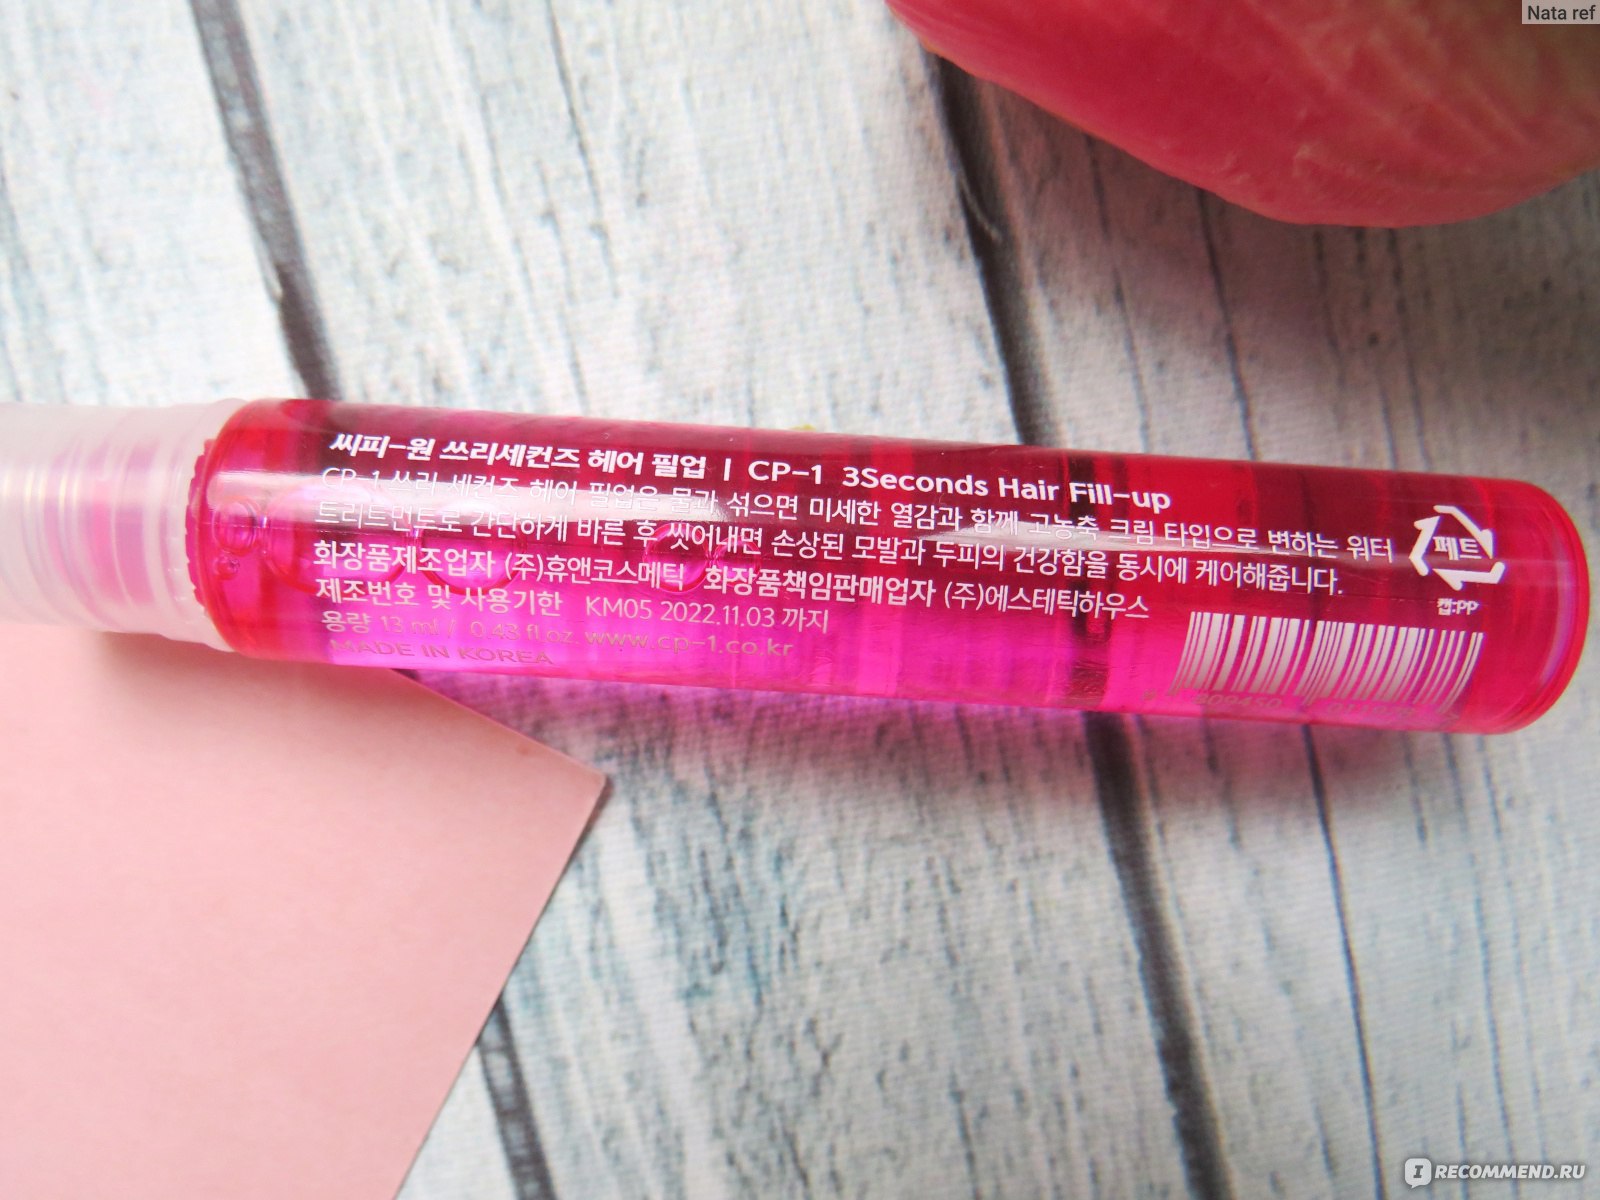 Nata ref
씨피-원 쓰리세컨즈 헤어 필업 | CP-1 3Seconds Hair Fill-up
CP-1 쓰리 세컨즈 헤어 필업은 물과 섞으면 미세한 열감과 함께 고농축 크림 타입으로 변하는 워터
트리트먼트로 간단하게 바른 후 씻어내면 손상된 모발과 두피의 건강함을 동시에 케어해줍니다.
화장품제조업자 (주)휴앤코스메틱 화장품책임판매업자 (주)에스테틱하우스
제조번호 및 사용기한 KM05 2022.11.03 까지
용량 13 ml / 0.43 fl.oz www.cp-1.co.kr
MADE IN KOREA
페트
캡:PP
IRECOMMEND.RU